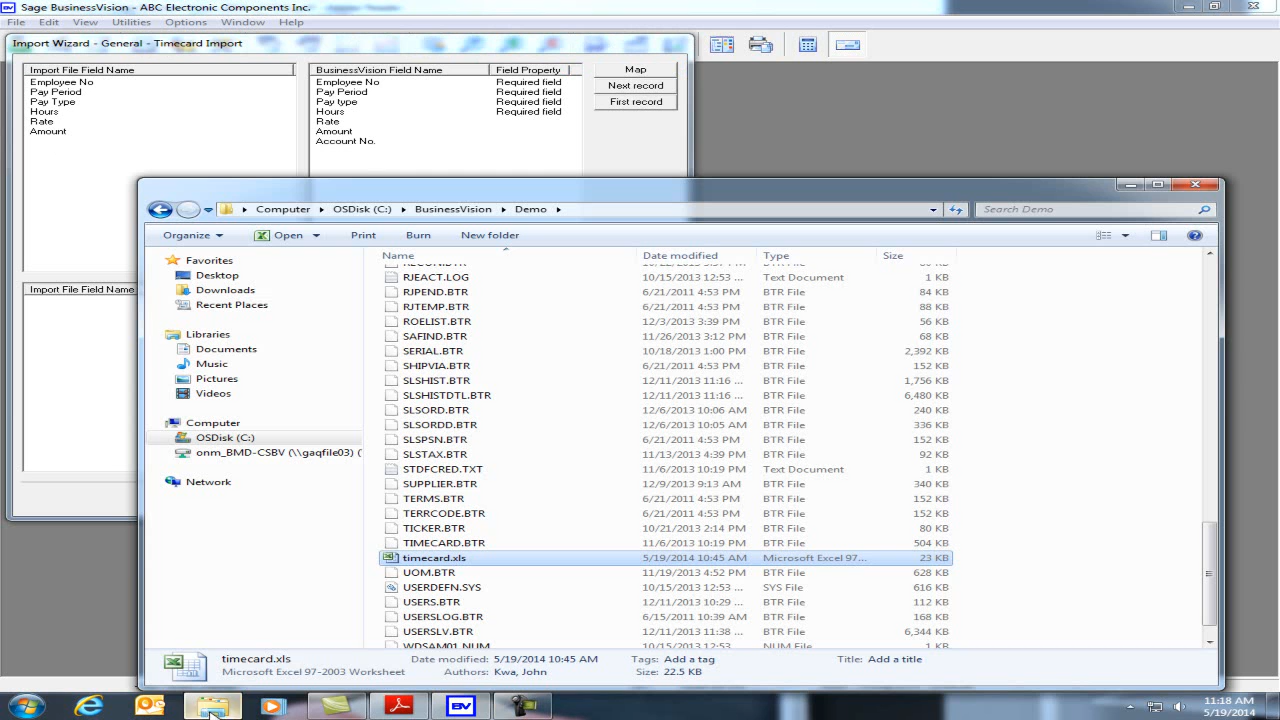 Sage BusinessVision - ABC Electronic Components Inc.
File Edit View Utilities Options Window Help
Import Wizard - General - Timecard Import
Import File Field Name
Employee No
Pay Period
Pay Type
Hours
Rate
Amount
BusinessVision Field Name Field Property
Employee No Required field
Pay Period Required field
Pay type Required field
Hours Required field
Rate
Amount
Account No.
Map
Next record
First record
Import File Field Name
Computer OSDisk (C:) BusinessVision Demo
Search Demo
Organize Open Print Burn New folder
Favorites
Desktop
Downloads
Recent Places
Libraries
Documents
Music
Pictures
Videos
Computer
OSDisk (C:)
onm_BMD-CSBV (\\gaqfile03) (
Network
Name Date modified Type Size
RJEACT.LOG 10/15/2013 12:53 ... Text Document 1 KB
RJPEND.BTR 6/21/2011 4:53 PM BTR File 84 KB
RJTEMP.BTR 6/21/2011 4:53 PM BTR File 88 KB
ROELIST.BTR 12/3/2013 3:39 PM BTR File 56 KB
SAFIND.BTR 11/26/2013 3:12 PM BTR File 68 KB
SERIAL.BTR 10/18/2013 1:00 PM BTR File 2,392 KB
SHIPVIA.BTR 6/21/2011 4:53 PM BTR File 152 KB
SLSHIST.BTR 12/11/2013 11:16 ... BTR File 1,756 KB
SLSHISTDTL.BTR 12/11/2013 11:16 ... BTR File 6,480 KB
SLSORD.BTR 12/6/2013 10:06 AM BTR File 240 KB
SLSORDD.BTR 12/6/2013 10:05 AM BTR File 336 KB
SLSPSN.BTR 6/21/2011 4:53 PM BTR File 152 KB
SLSTAX.BTR 11/13/2013 4:39 PM BTR File 92 KB
STDFCRED.TXT 11/6/2013 10:19 PM Text Document 1 KB
SUPPLIER.BTR 12/9/2013 9:13 AM BTR File 340 KB
TERMS.BTR 6/21/2011 4:53 PM BTR File 152 KB
TERRCODE.BTR 6/21/2011 4:53 PM BTR File 152 KB
TICKER.BTR 10/21/2013 2:14 PM BTR File 80 KB
TIMECARD.BTR 11/6/2013 10:19 PM BTR File 504 KB
timecard.xls 5/19/2014 10:45 AM Microsoft Excel 97... 23 KB
UOM.BTR 11/19/2013 4:52 PM BTR File 628 KB
USERDEFN.SYS 10/15/2013 12:53 ... SYS File 616 KB
USERS.BTR 12/11/2013 10:29 ... BTR File 112 KB
USERSLOG.BTR 6/15/2011 10:39 AM BTR File 168 KB
USERSLV.BTR 12/11/2013 11:38 ... BTR File 6,344 KB
WDSAM01.NUM 10/15/2013 12:53 ... NUM File 1 KB
timecard.xls Date modified: 5/19/2014 10:45 AM Tags: Add a tag Title: Add a title
Microsoft Excel 97-2003 Worksheet Authors: Kwa, John Size: 22.5 KB
BV
11:18 AM
5/19/2014